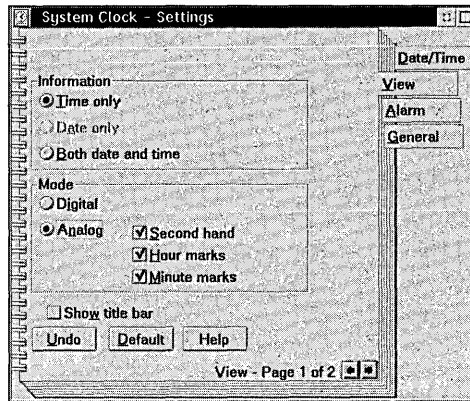 System Clock - Settings
Date/Time
View
Alarm
General
Information
Time only
Date only
Both date and time
Mode
Digital
Analog
Second hand
Hour marks
Minute marks
Show title bar
Undo Default Help
View - Page 1 of 2